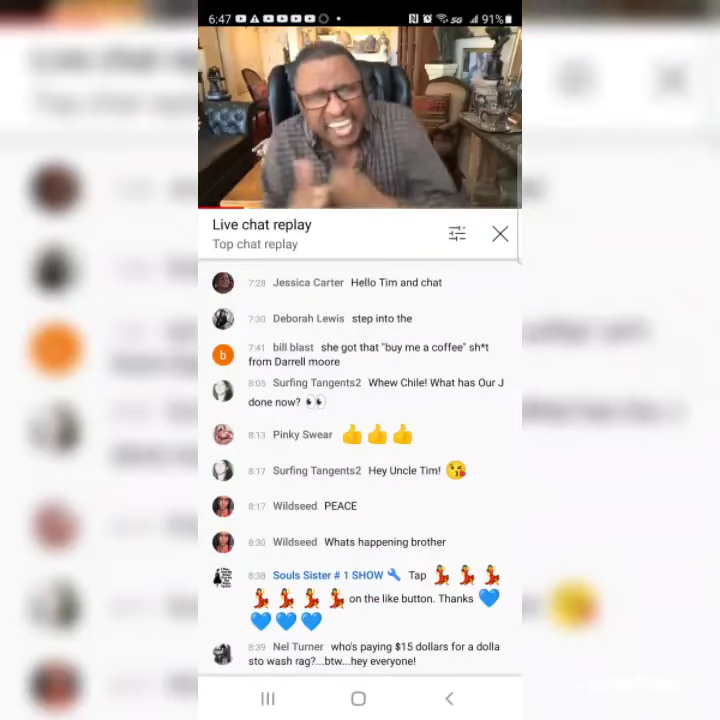 6:47
5G 91%
Live chat replay
Top chat replay
7:28 Jessica Carter Hello Tim and chat
7:30 Deborah Lewis step into the
7:41 bill blast she got that "buy me a coffee" sh*t
b
from Darrell moore
8:05 Surfing Tangents2 Whew Chile! What has Our J
done now? 👀
8:13 Pinky Swear 👍👍👍
8:17 Surfing Tangents2 Hey Uncle Tim! 😘
8:17 Wildseed PEACE
8:30 Wildseed Whats happening brother
8:38 Souls Sister # 1 SHOW 🔧 Tap 💃💃💃
💃💃💃💃 on the like button. Thanks 💙
💙💙💙
8:39 Nel Turner who's paying $15 dollars for a dolla
sto wash rag?...btw...hey everyone!